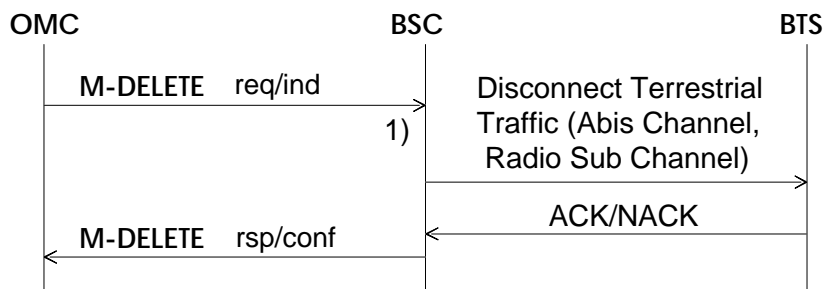 OMC BSC BTS
M-DELETE req/ind
Disconnect Terrestrial
1)
Traffic (Abis Channel,
Radio Sub Channel)
ACK/NACK
M-DELETE rsp/conf